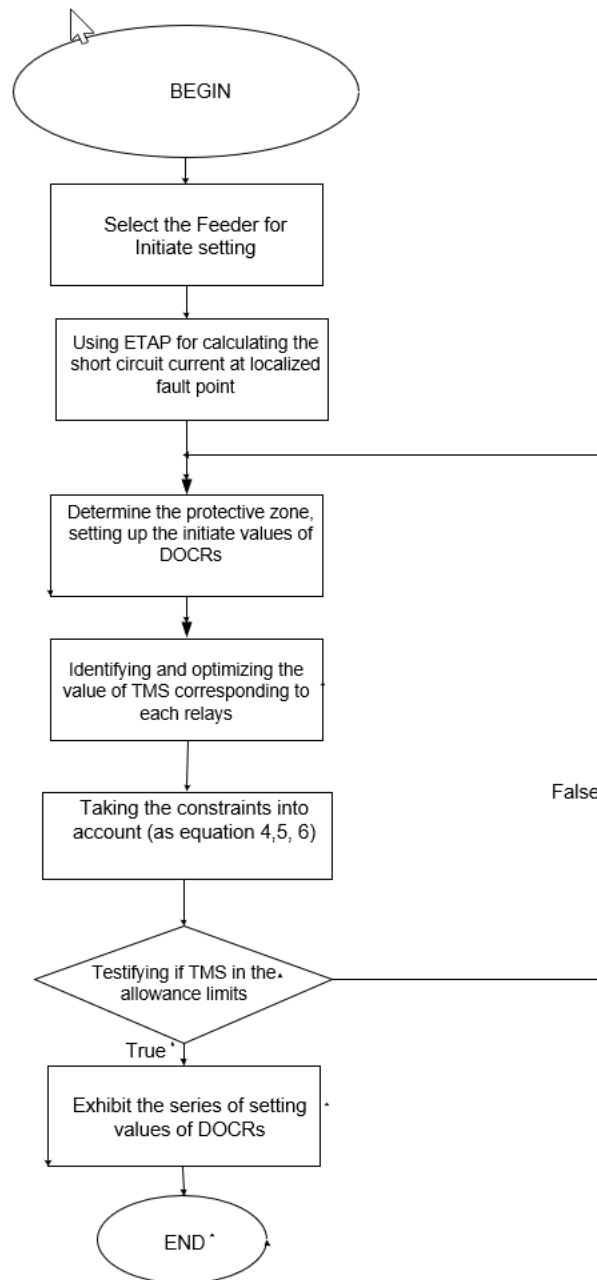 BEGIN
Select the Feeder for
Initiate setting
Using ETAP for calculating the
short circuit current at localized
fault point
Determine the protective zone,
setting up the initiate values of
DOCRs
Identifying and optimizing the
value of TMS corresponding to
each relays
Taking the constraints into
account (as equation 4,5, 6)
False
Testifying if TMS in the
allowance limits
True
Exhibit the series of setting
values of DOCRs
END